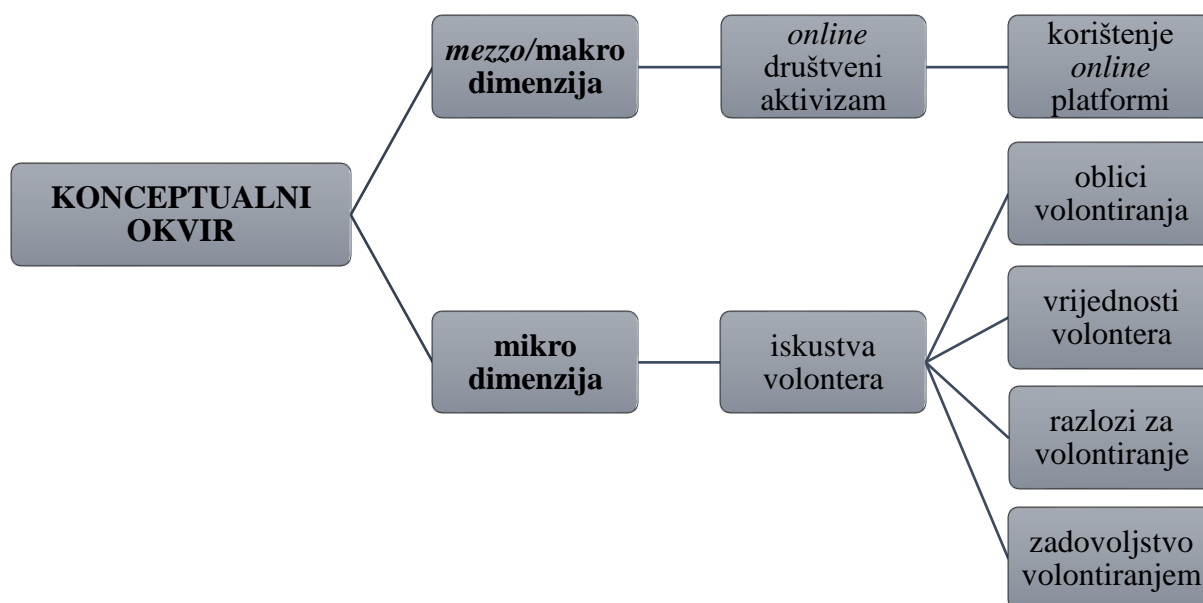 KONCEPTUALNI
OKVIR
mezzo/makro
dimenzija
online
društveni
aktivizam
korištenje
online
platformi
mikro
dimenzija
iskustva
volontera
oblici
volontiranja
vrijednosti
volontera
razlozi za
volontiranje
zadovoljstvo
volontiranjem